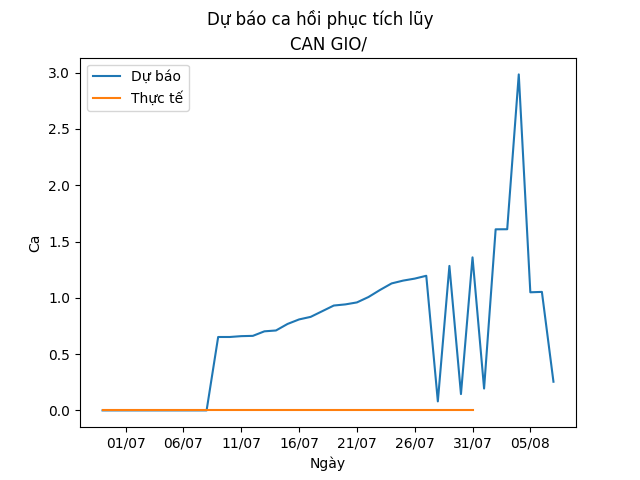 Dự báo ca hồi phục tích lũy
CAN GIO/
Dự báo
Thực tế
Ca
3.0
2.5
2.0
1.5
1.0
0.5
0.0
01/07 06/07 11/07 16/07 21/07 26/07 31/07 05/08
Ngày